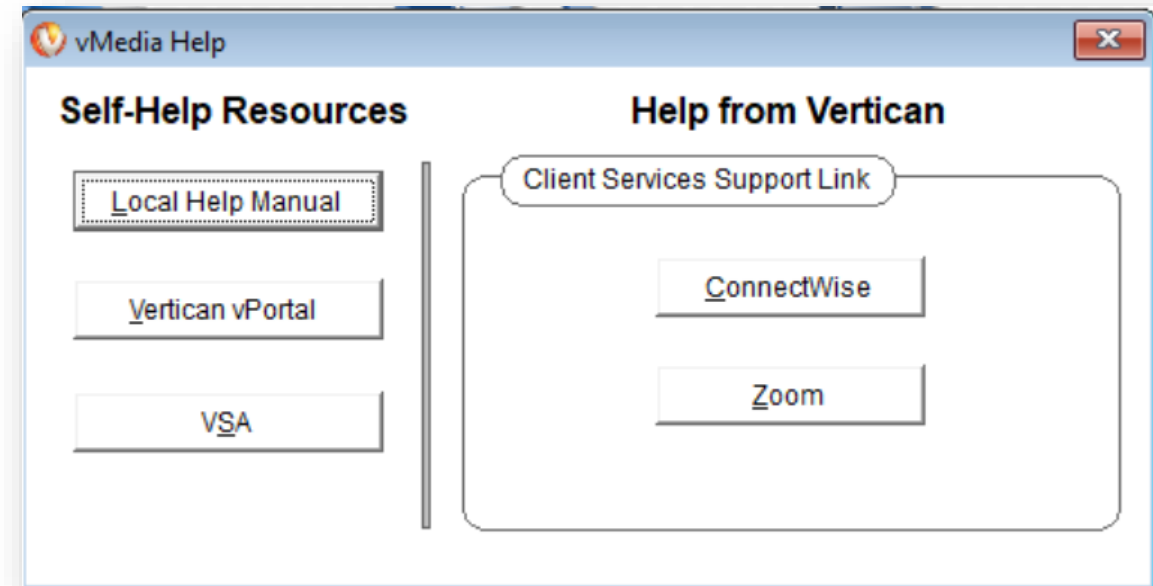 vMedia Help
Self-Help Resources
Local Help Manual
Vertican vPortal
VSA
Help from Vertican
Client Services Support Link
ConnectWise
Zoom